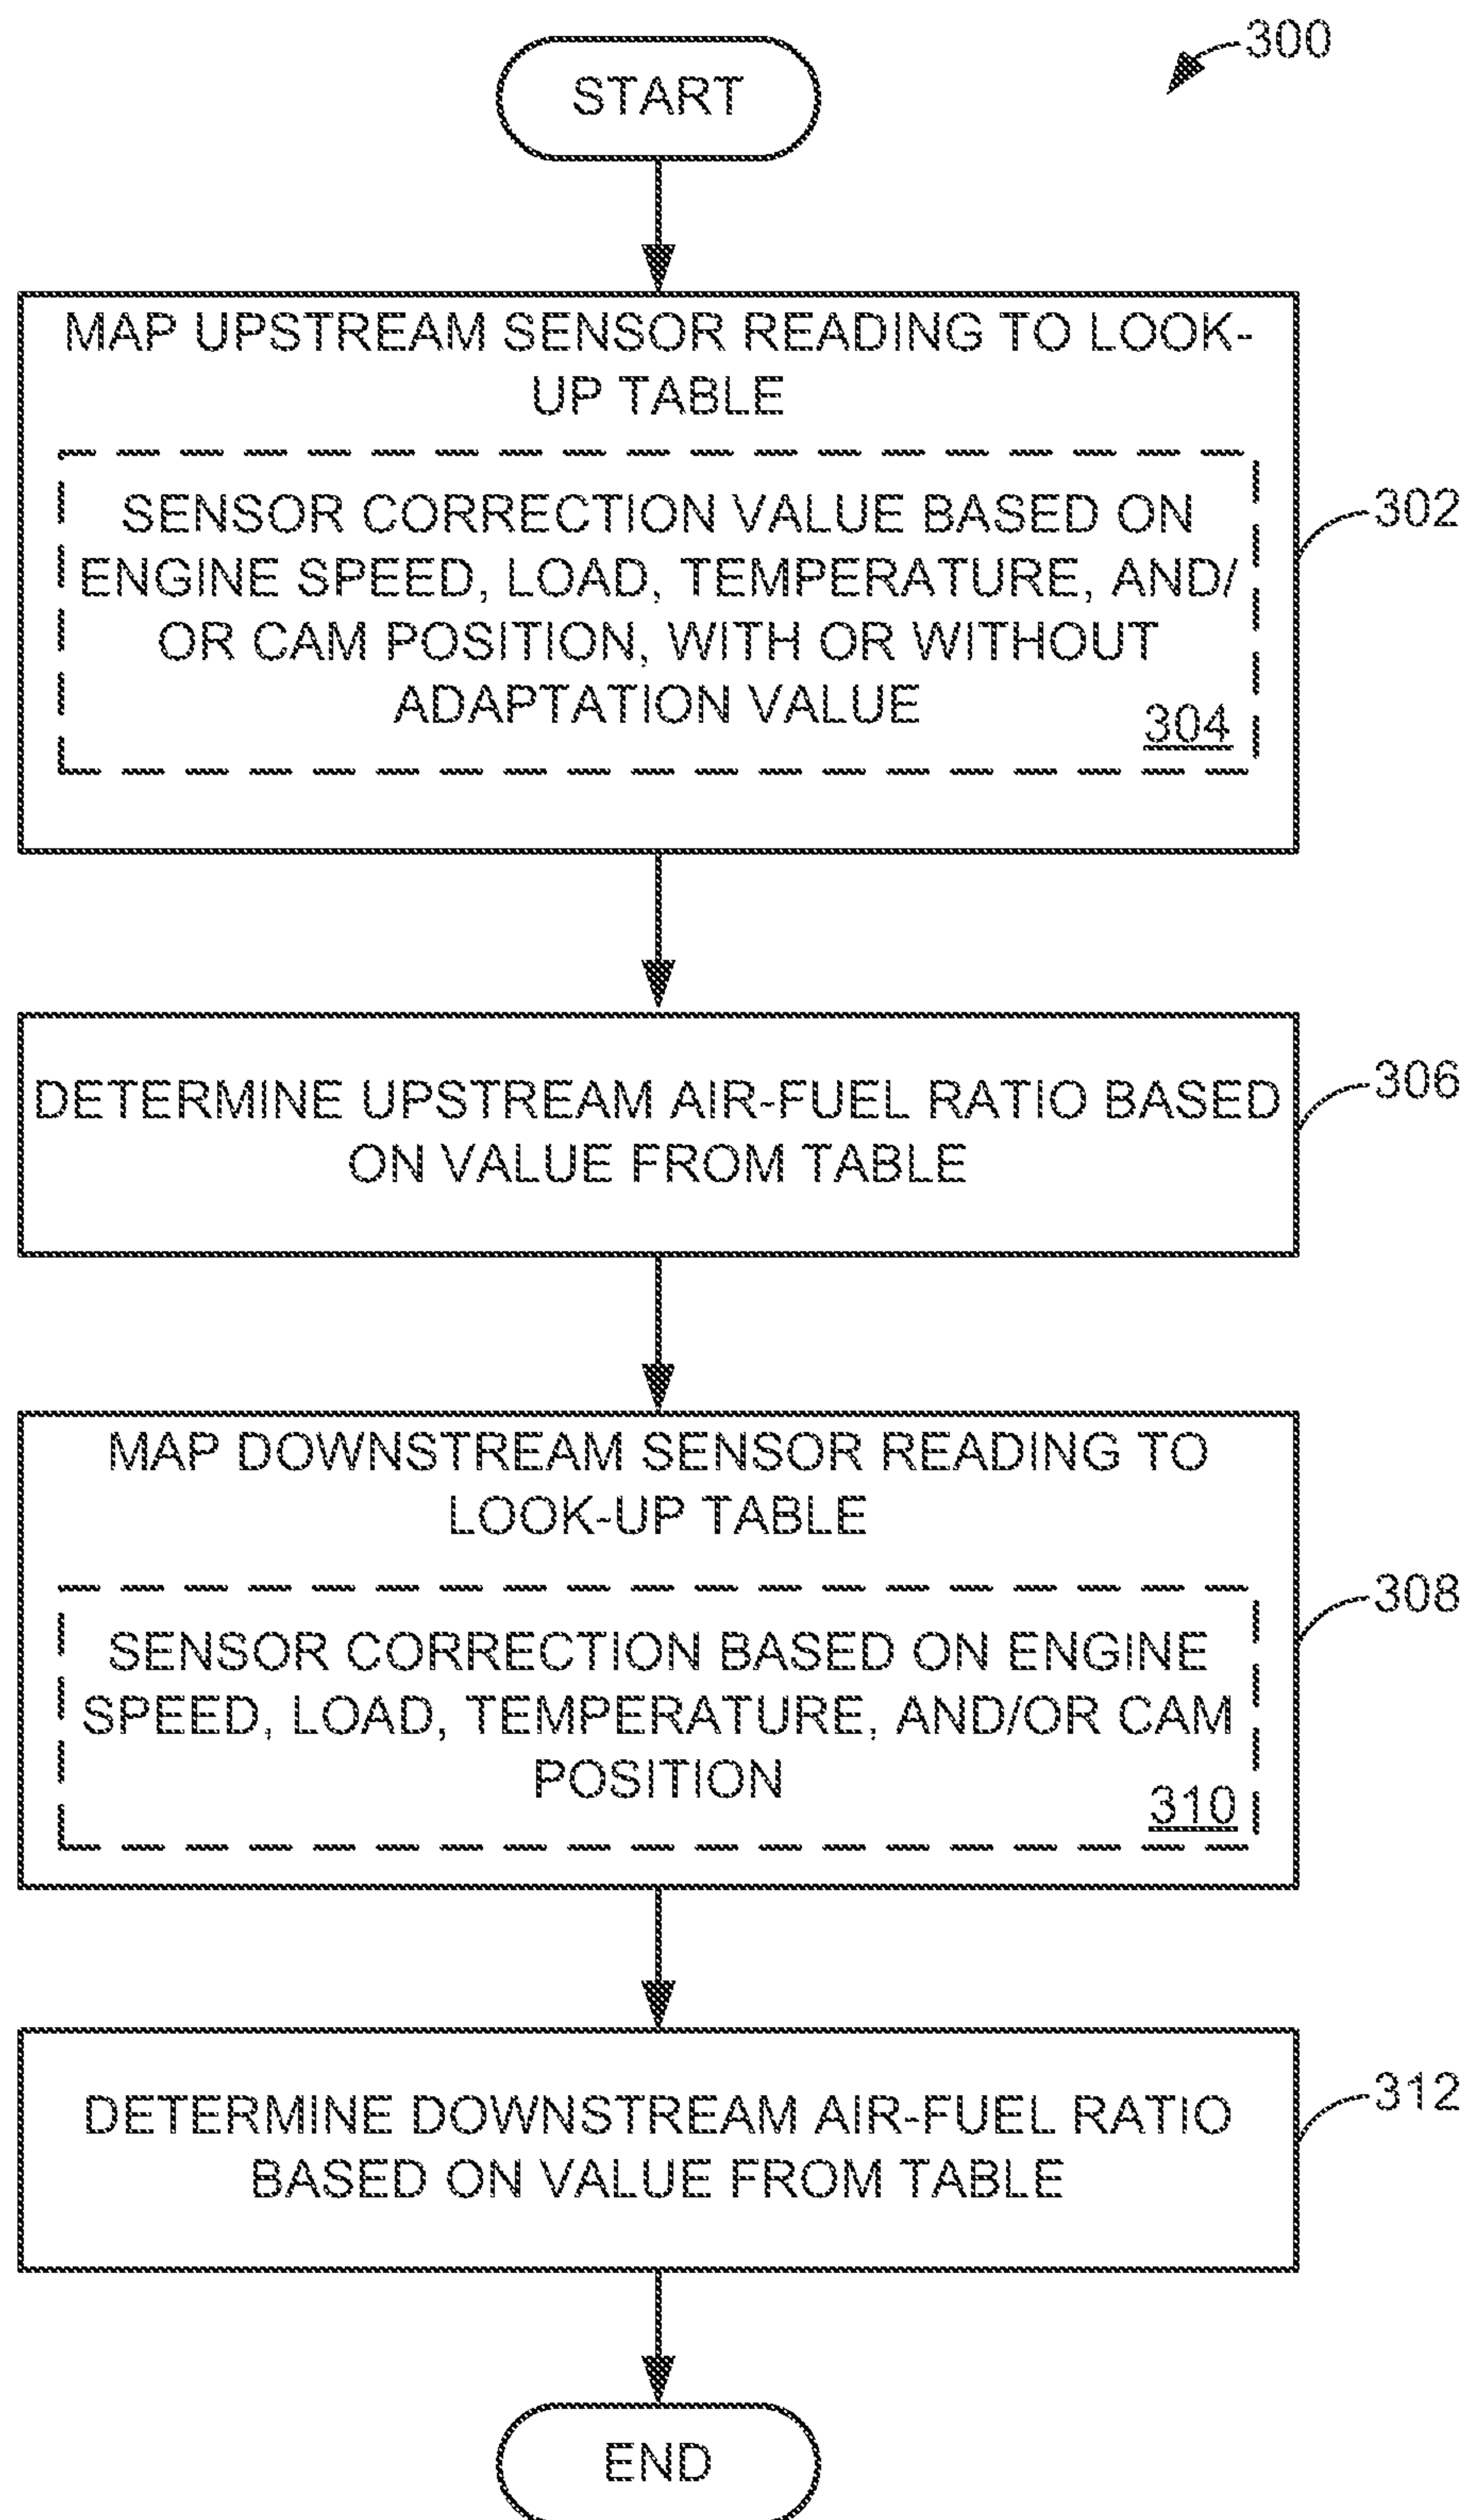 300
START
MAP UPSTREAM SENSOR READING TO LOOK-
UP TABLE
SENSOR CORRECTION VALUE BASED ON
ENGINE SPEED, LOAD, TEMPERATURE, AND/
OR CAM POSITION, WITH OR WITHOUT
ADAPTATION VALUE
304
302
DETERMINE UPSTREAM AIR-FUEL RATIO BASED
ON VALUE FROM TABLE
306
MAP DOWNSTREAM SENSOR READING TO
LOOK-UP TABLE
SENSOR CORRECTION BASED ON ENGINE
SPEED, LOAD, TEMPERATURE, AND/OR CAM
POSITION
310
308
DETERMINE DOWNSTREAM AIR-FUEL RATIO
BASED ON VALUE FROM TABLE
312
END